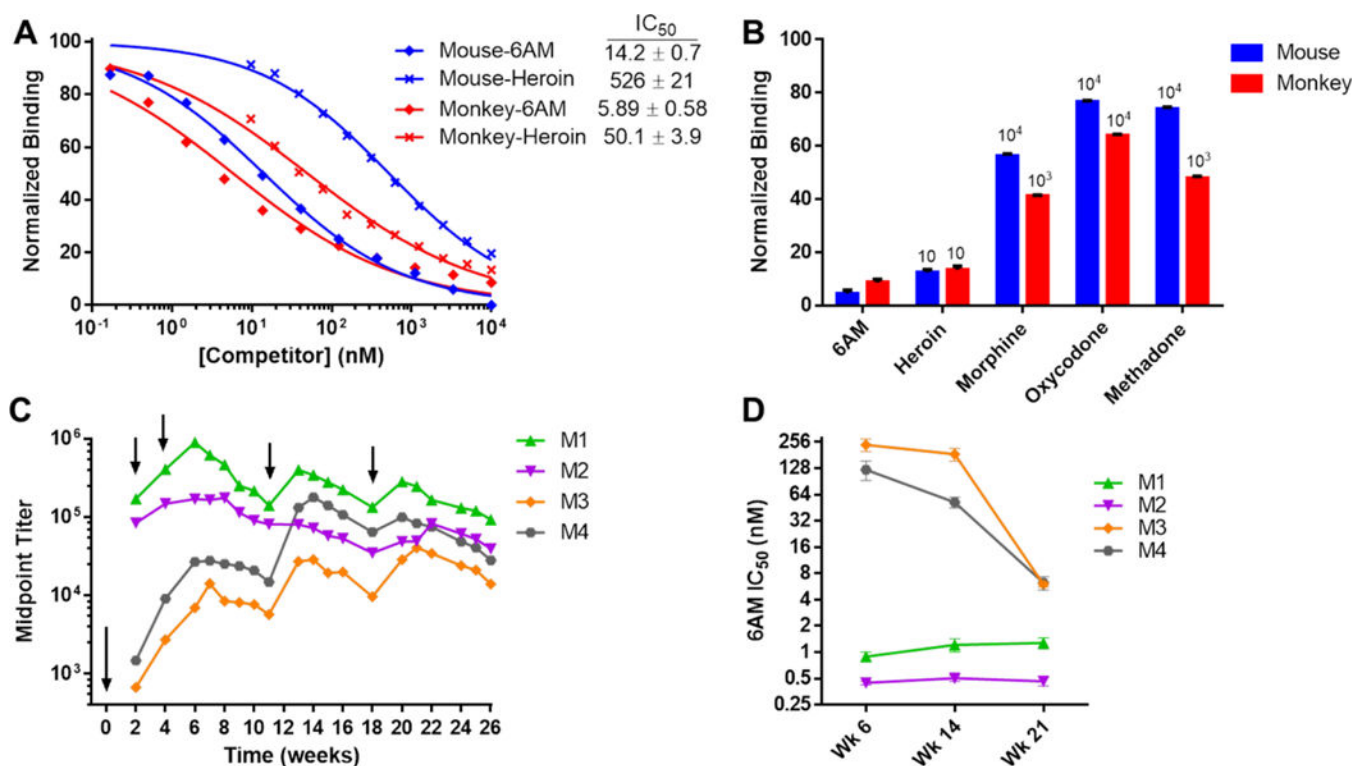 A
Normalized Binding
100
80
60
40
20
0
10⁻¹ 10⁰ 10¹ 10² 10³ 10⁴
[Competitor] (nM)
IC₅₀
Mouse-6AM 14.2 ± 0.7
Mouse-Heroin 526 ± 21
Monkey-6AM 5.89 ± 0.58
Monkey-Heroin 50.1 ± 3.9
B
Normalized Binding
100
80
60
40
20
0
10 10 10⁴ 10³ 10⁴ 10⁴ 10⁴ 10³
6AM Heroin Morphine Oxycodone Methadone
Mouse
Monkey
C
Midpoint Titer
10⁶
10⁵
10⁴
10³
0 2 4 6 8 10 12 14 16 18 20 22 24 26
Time (weeks)
M1
M2
M3
M4
D
6AM IC₅₀ (nM)
256
128
64
32
16
8
4
2
1
0.5
0.25
Wk 6 Wk 14 Wk 21
M1
M2
M3
M4